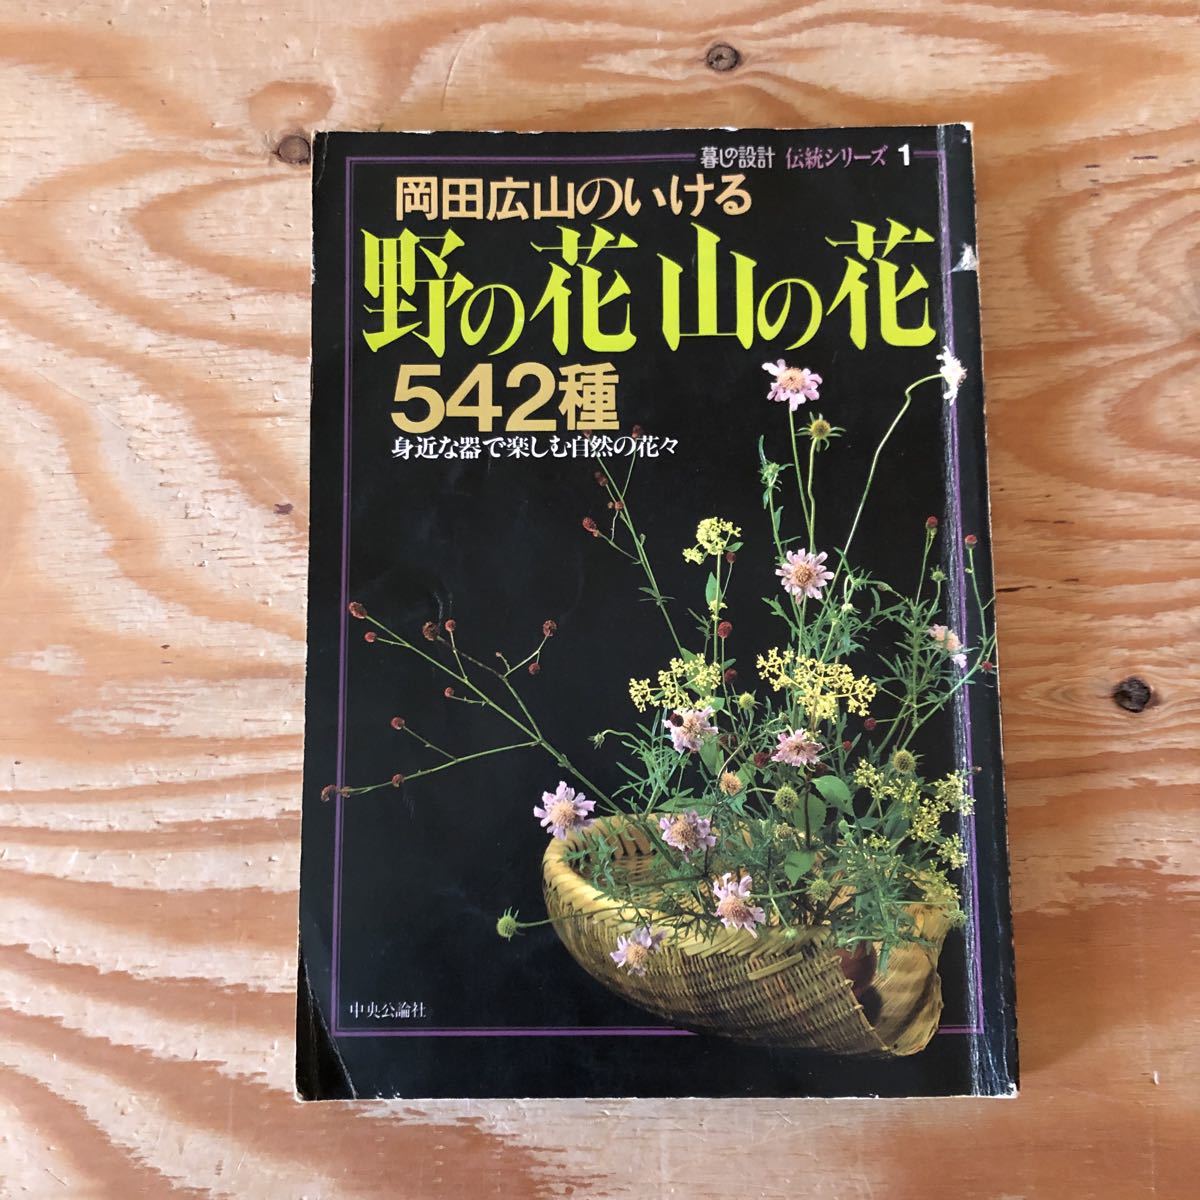 暮しの設計 伝統シリーズ 1
岡田広山のいける
野の花 山の花
542種
身近な器で楽しむ自然の花々
中央公論社